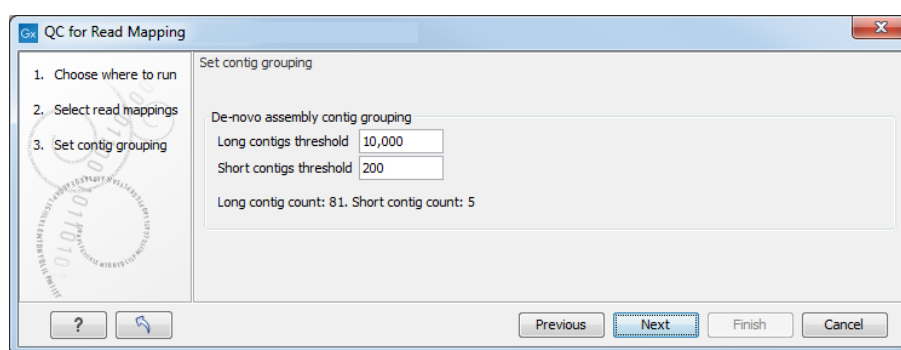 Gx QC for Read Mapping
1. Choose where to run
2. Select read mappings
3. Set contig grouping
Set contig grouping
De-novo assembly contig grouping
Long contigs threshold 10,000
Short contigs threshold 200
Long contig count: 81. Short contig count: 5
?
Previous Next Finish Cancel